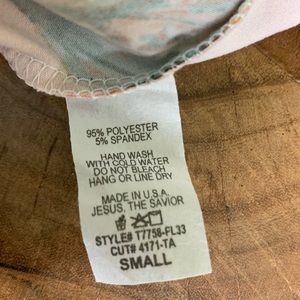 95% POLYESTER
5% SPANDEX
HAND WASH
WITH COLD WATER
DO NOT BLEACH
HANG OR LINE DRY
MADE IN U.S.A.
JESUS, THE SAVIOR
STYLE# T7758-FL33
CUT# 4171-TA
SMALL